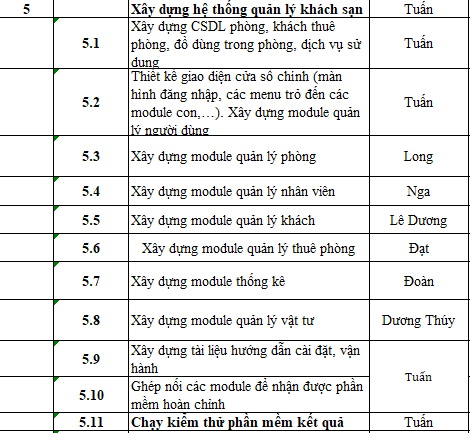 5 Xây dựng hệ thống quản lý khách sạn Tuấn
5.1 Xây dựng CSDL phòng, khách thuê
phòng, đồ dùng trong phòng, dịch vụ sử Tuấn
dụng
5.2 Thiết kế giao diện cửa sổ chính (màn
hình đăng nhập, các menu trỏ đến các
module con,…). Xây dựng module quản Tuấn
lý người dùng
5.3 Xây dựng module quản lý phòng Long
5.4 Xây dựng module quản lý nhân viên Nga
5.5 Xây dựng module quản lý khách Lê Dương
5.6 Xây dựng module quản lý thuê phòng Đạt
5.7 Xây dựng module thống kê Đoàn
5.8 Xây dựng module quản lý vật tư Dương Thúy
5.9 Xây dựng tài liệu hướng dẫn cài đặt, vận
hành
Tuấn
5.10 Ghép nối các module để nhận được phần
mềm hoàn chỉnh
5.11 Chạy kiểm thử phần mềm kết quả Tuấn